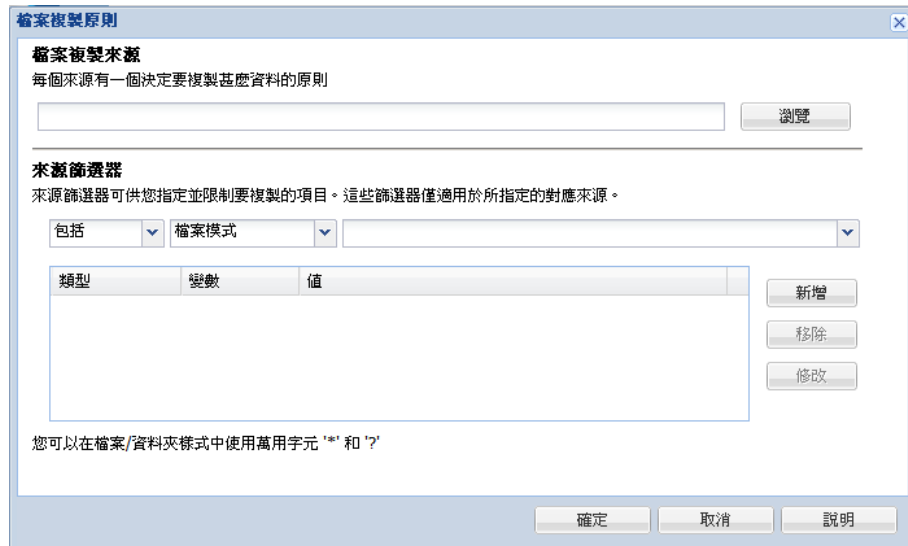 檔案複製原則
檔案複製來源
每個來源有一個決定要複製甚麼資料的原則
瀏覽
來源篩選器
來源篩選器可供您指定並限制要複製的項目。這些篩選器僅適用於所指定的對應來源。
包括 檔案模式
類型 變數 值
新增
移除
修改
您可以在檔案/資料夾樣式中使用萬用字元 '*' 和 '?'
確定 取消 說明